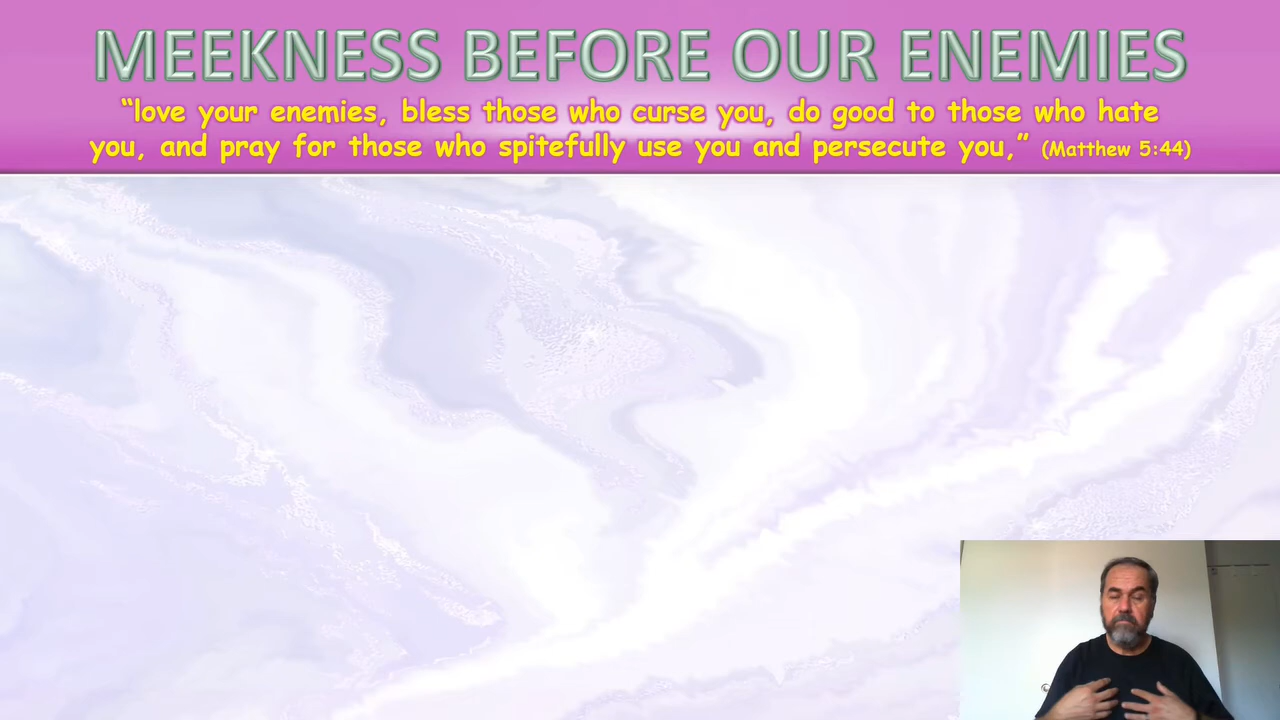 MEEKNESS BEFORE OUR ENEMIES
“love your enemies, bless those who curse you, do good to those who hate
you, and pray for those who spitefully use you and persecute you,” (Matthew 5:44)
©